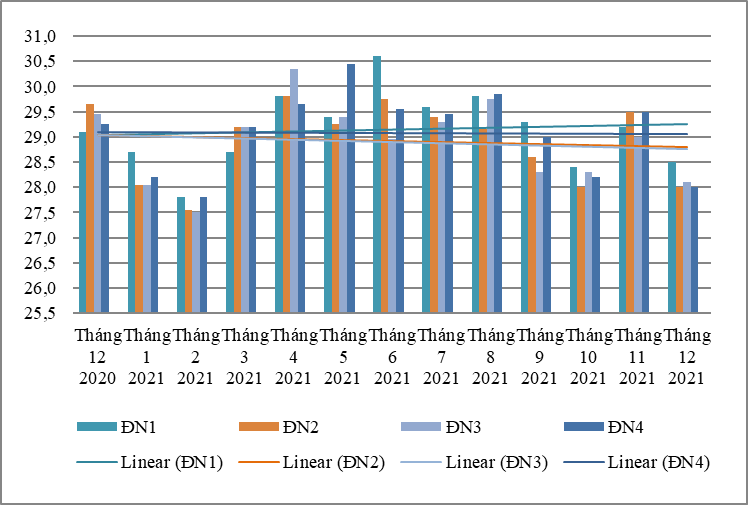 31,0
30,5
30,0
29,5
29,0
28,5
28,0
27,5
27,0
26,5
26,0
25,5
Tháng 12 2020
Tháng 1 2021
Tháng 2 2021
Tháng 3 2021
Tháng 4 2021
Tháng 5 2021
Tháng 6 2021
Tháng 7 2021
Tháng 8 2021
Tháng 9 2021
Tháng 10 2021
Tháng 11 2021
Tháng 12 2021
ĐN1 ĐN2 ĐN3 ĐN4
Linear (ĐN1) Linear (ĐN2) Linear (ĐN3) Linear (ĐN4)